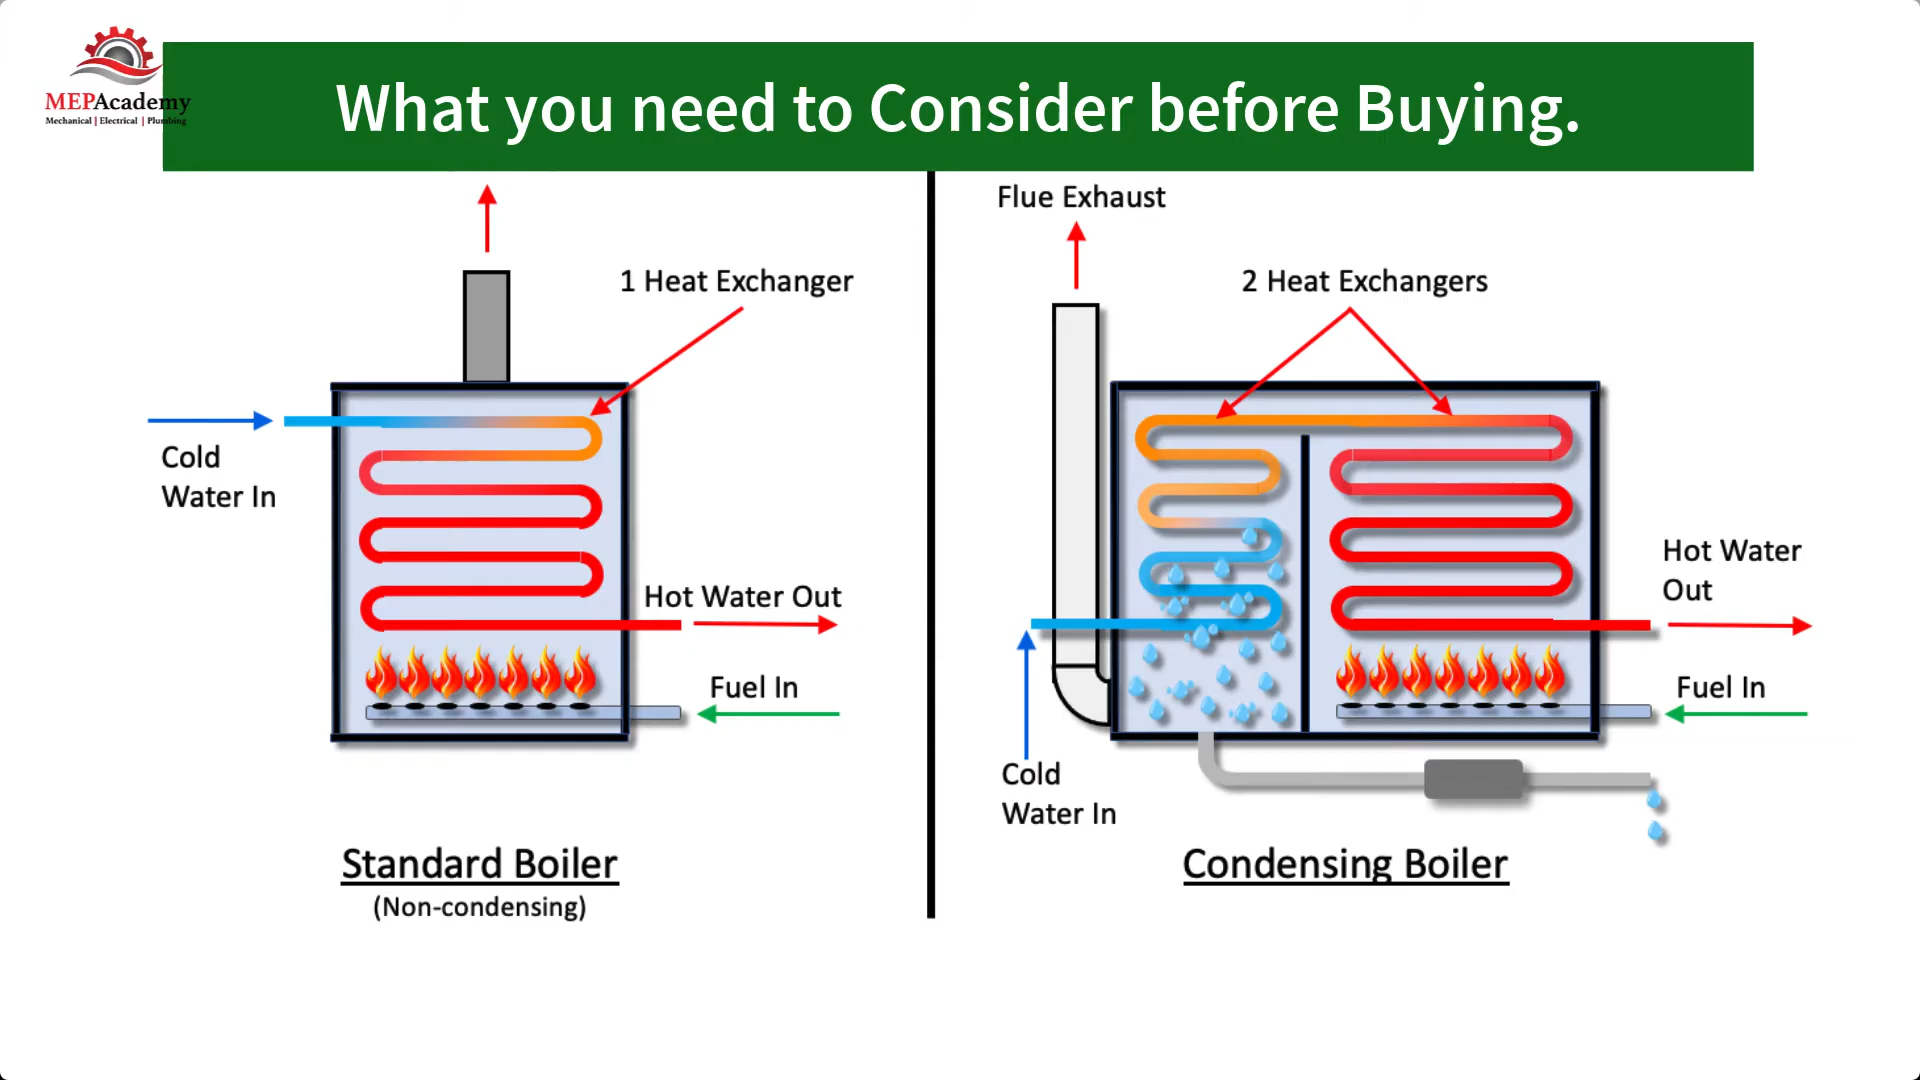 MEPAcademy
Mechanical | Electrical | Plumbing
What you need to Consider before Buying.
Flue Exhaust
1 Heat Exchanger
2 Heat Exchangers
Cold
Water In
Hot Water Out
Fuel In
Hot Water
Out
Fuel In
Cold
Water In
Standard Boiler
(Non-condensing)
Condensing Boiler